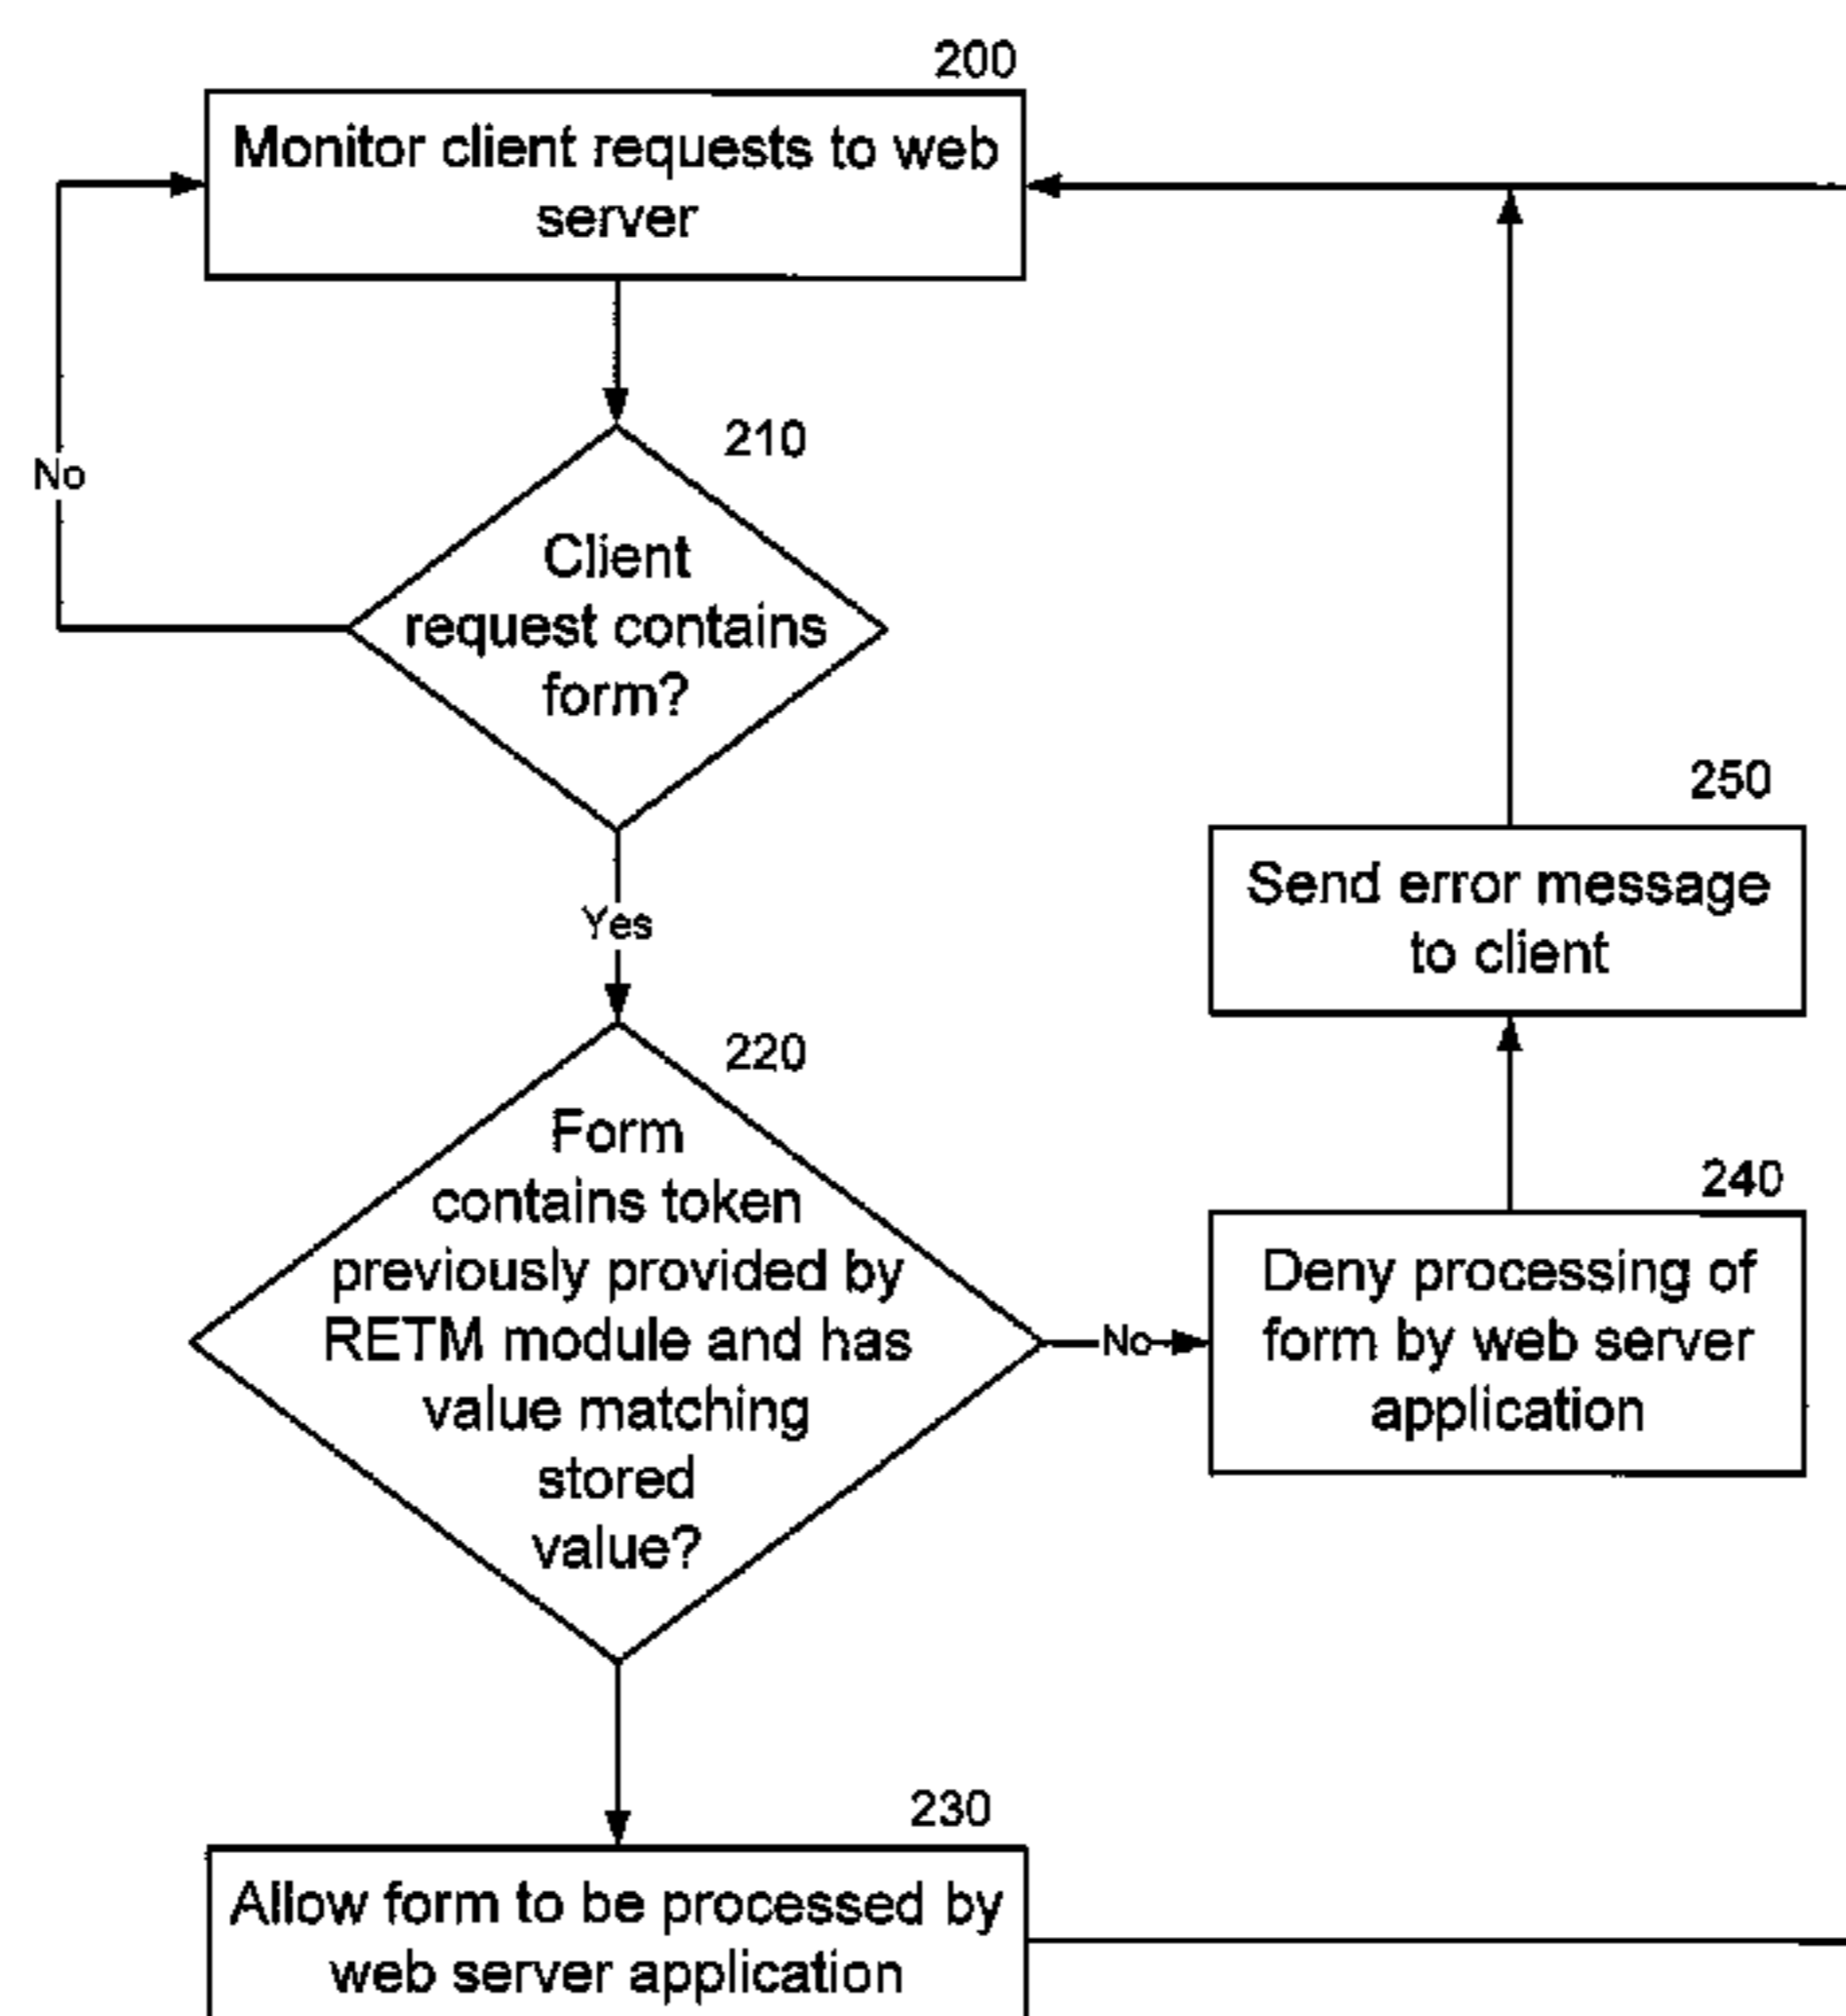 200
Monitor client requests to web
server
No
210
Client
request contains
form?
Yes
250
Send error message
to client
220
Form
contains token
previously provided by
RETM module and has
value matching
stored
value?
No
240
Deny processing of
form by web server
application
230
Allow form to be processed by
web server application